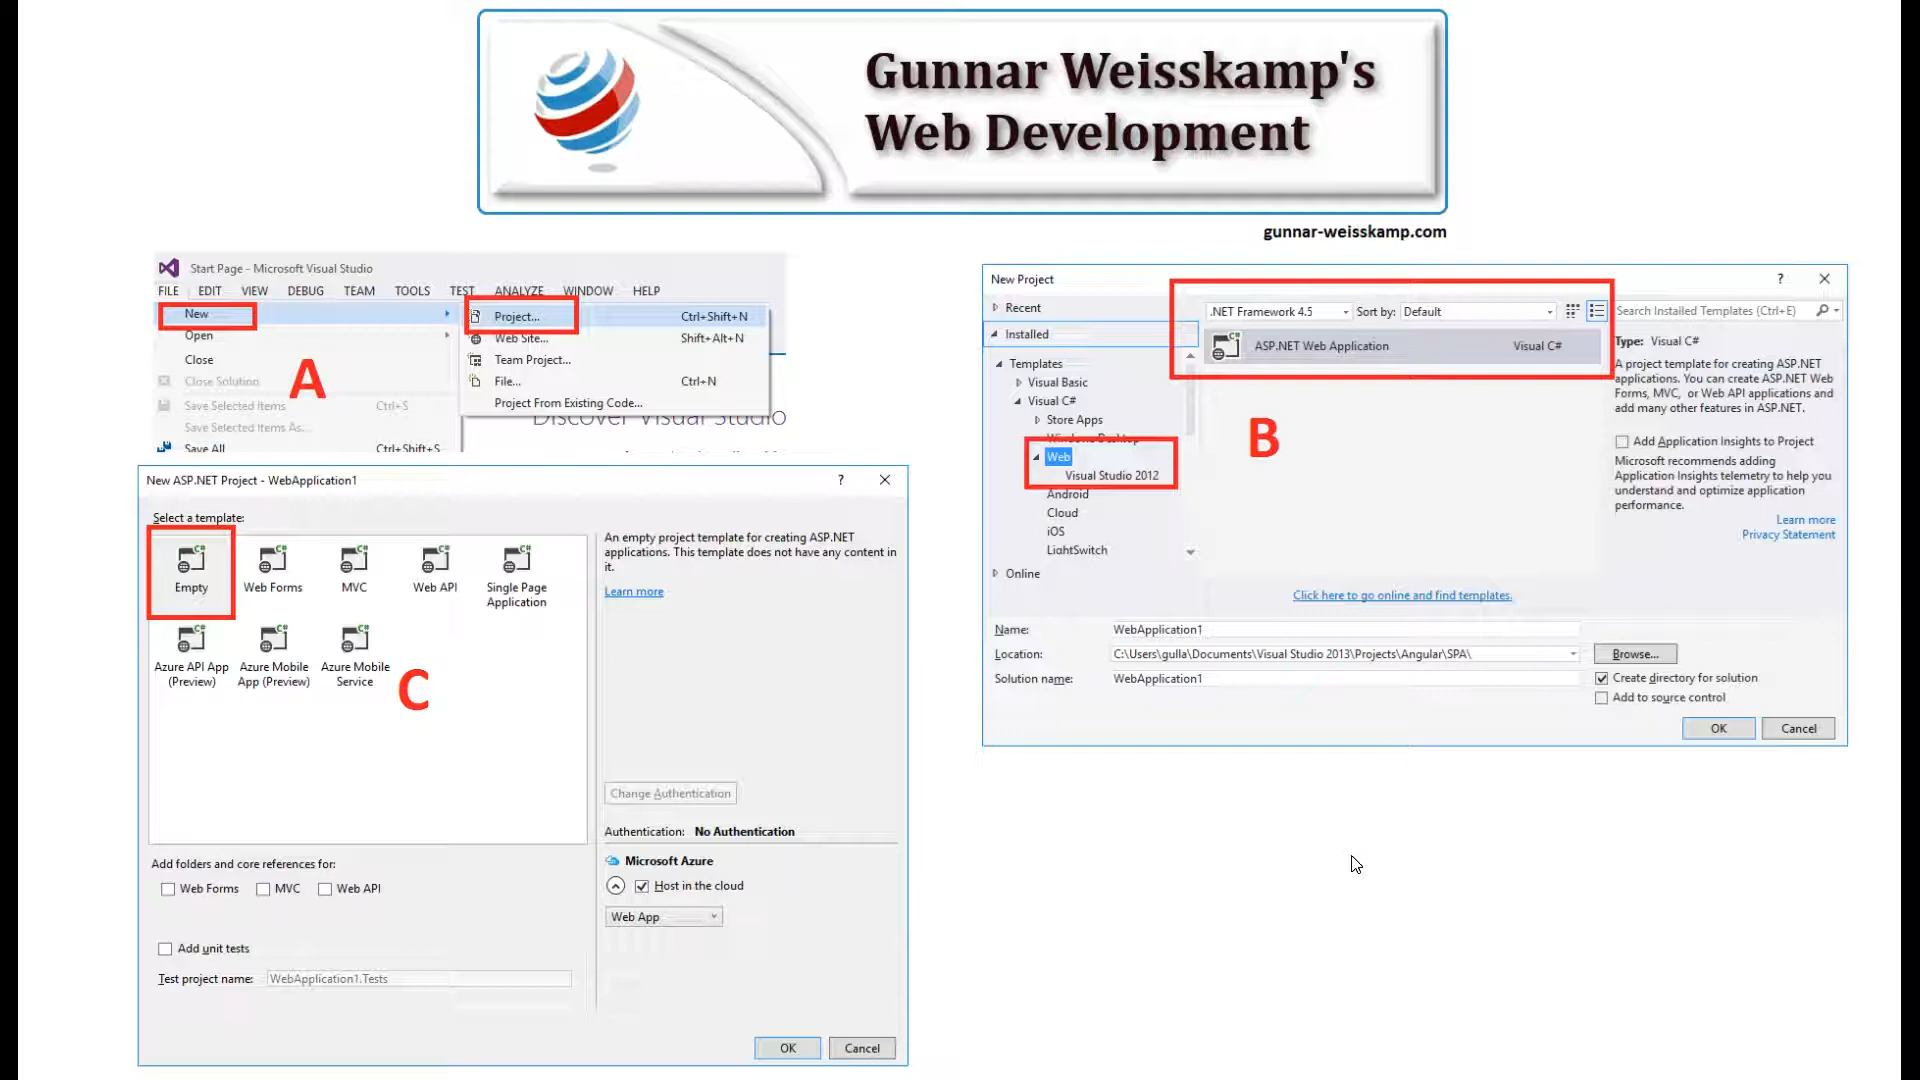 Gunnar Weisskamp's
Web Development
gunnar-weisskamp.com
Start Page - Microsoft Visual Studio
FILE EDIT VIEW DEBUG TEAM TOOLS TEST ANALYZE WINDOW HELP
New
Open
Close
Close Solution
Save Selected Items Ctrl+S
Save Selected Items As...
Save All Ctrl+Shift+S
Project... Ctrl+Shift+N
Web Site... Shift+Alt+N
Team Project...
File... Ctrl+N
Project From Existing Code...
Discover Visual Studio
A
New Project ? 
Recent
Installed
.NET Framework 4.5 Sort by: Default
Search Installed Templates (Ctrl+E)
Templates
Visual Basic
Visual C#
Store Apps
Windows Desktop
Web
Visual Studio 2012
Android
Cloud
iOS
LightSwitch
Online
ASP.NET Web Application Visual C#
B
Type: Visual C#
A project template for creating ASP.NET
applications. You can create ASP.NET Web
Forms, MVC, or Web API applications and
add many other features in ASP.NET.
Add Application Insights to Project
Microsoft recommends adding
Application Insights telemetry to help you
understand and optimize application
performance.
Learn more
Privacy Statement
Click here to go online and find templates.
Name: WebApplication1
Location: C:\Users\gulla\Documents\Visual Studio 2013\Projects\Angular\SPA\ Browse...
Solution name: WebApplication1
Create directory for solution
Add to source control
OK Cancel
New ASP.NET Project - WebApplication1 ?
Select a template:
C# Empty
C# Web Forms
C# MVC
C# Web API
C# Single Page
Application
C# Azure API App
(Preview)
C# Azure Mobile
App (Preview)
C# Azure Mobile
Service
C
An empty project template for creating ASP.NET
applications. This template does not have any content in
it.
Learn more
Change Authentication
Authentication: No Authentication
Microsoft Azure
Host in the cloud
Web App
Add folders and core references for:
Web Forms MVC Web API
Add unit tests
Test project name: WebApplication1.Tests
OK Cancel